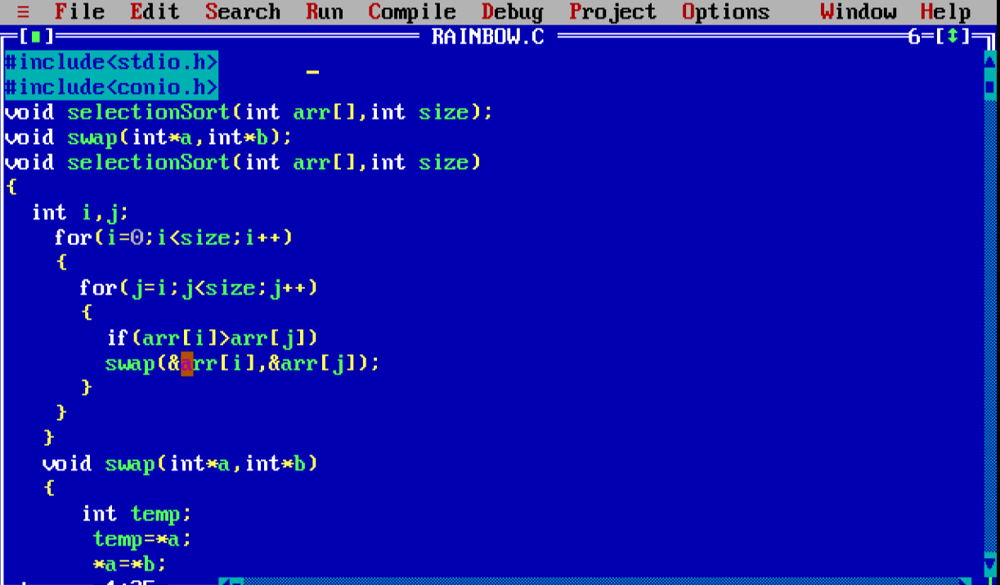 ≡ File Edit Search Run Compile Debug Project Options Window Help
[■] RAINBOW.C 6=[↕]
#include<stdio.h>
#include<conio.h>
void selectionSort(int arr[],int size);
void swap(int*a,int*b);
void selectionSort(int arr[],int size)
{
int i,j;
for(i=0;i<size;i++)
{
for(j=i;j<size;j++)
{
if(arr[i]>arr[j])
swap(&arr[i],&arr[j]);
}
}
}
void swap(int*a,int*b)
{
int temp;
temp=*a;
*a=*b;